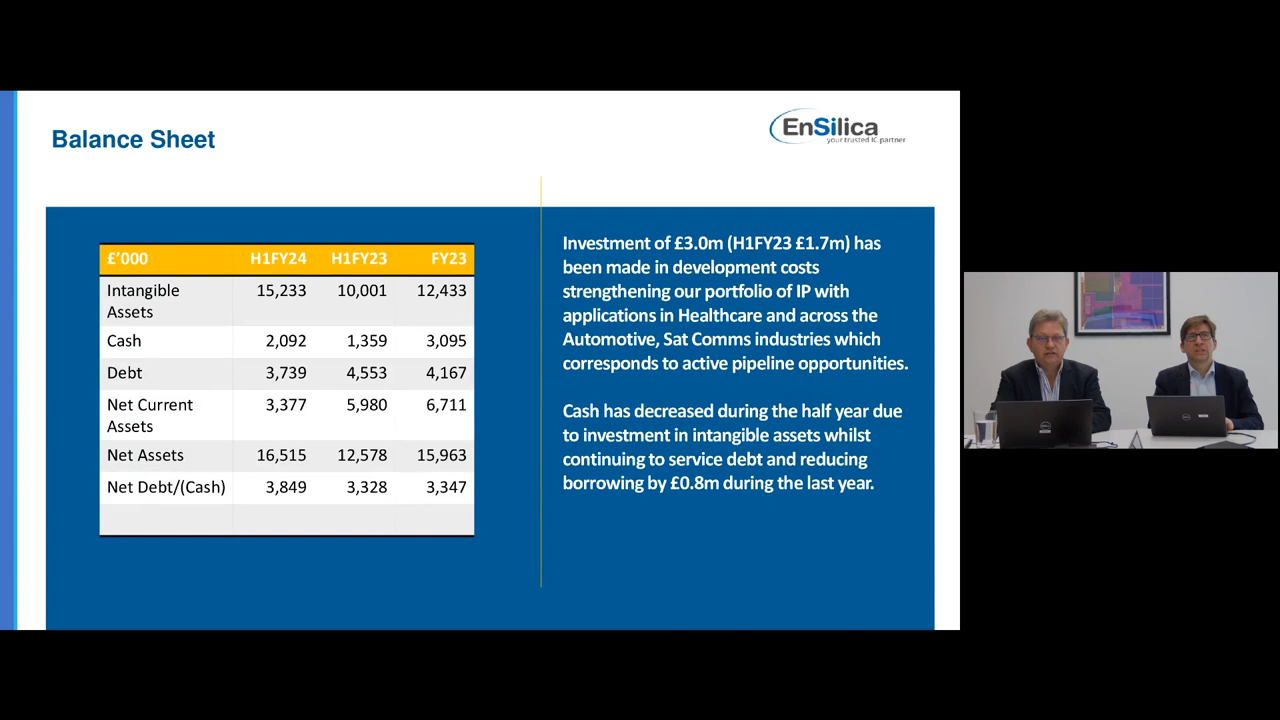 Balance Sheet
EnSilica
your trusted IC partner
£’000 H1FY24 H1FY23 FY23
Intangible 15,233 10,001 12,433
Assets
Cash 2,092 1,359 3,095
Debt 3,739 4,553 4,167
Net Current 3,377 5,980 6,711
Assets
Net Assets 16,515 12,578 15,963
Net Debt/(Cash) 3,849 3,328 3,347
Investment of £3.0m (H1FY23 £1.7m) has
been made in development costs
strengthening our portfolio of IP with
applications in Healthcare and across the
Automotive, Sat Comms industries which
corresponds to active pipeline opportunities.
Cash has decreased during the half year due
to investment in intangible assets whilst
continuing to service debt and reducing
borrowing by £0.8m during the last year.